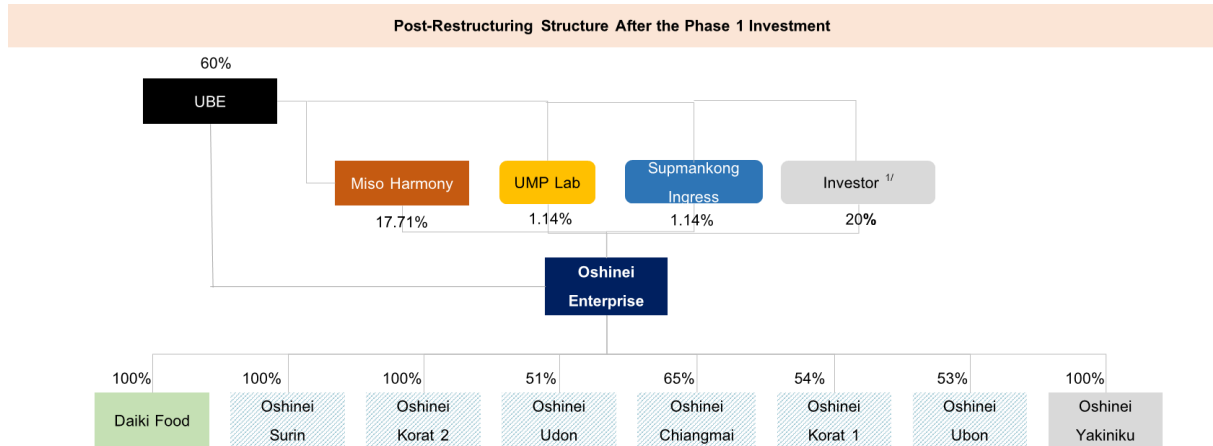 Post-Restructuring Structure After the Phase 1 Investment
60%
UBE
Miso Harmony
UMP Lab
Supmankong
Ingress
Investor 1/
17.71%
1.14%
1.14%
20%
Oshinei
Enterprise
100%
100%
100%
51%
65%
54%
53%
100%
Daiki Food
Oshinei
Surin
Oshinei
Korat 2
Oshinei
Udon
Oshinei
Chiangmai
Oshinei
Korat 1
Oshinei
Ubon
Oshinei
Yakiniku